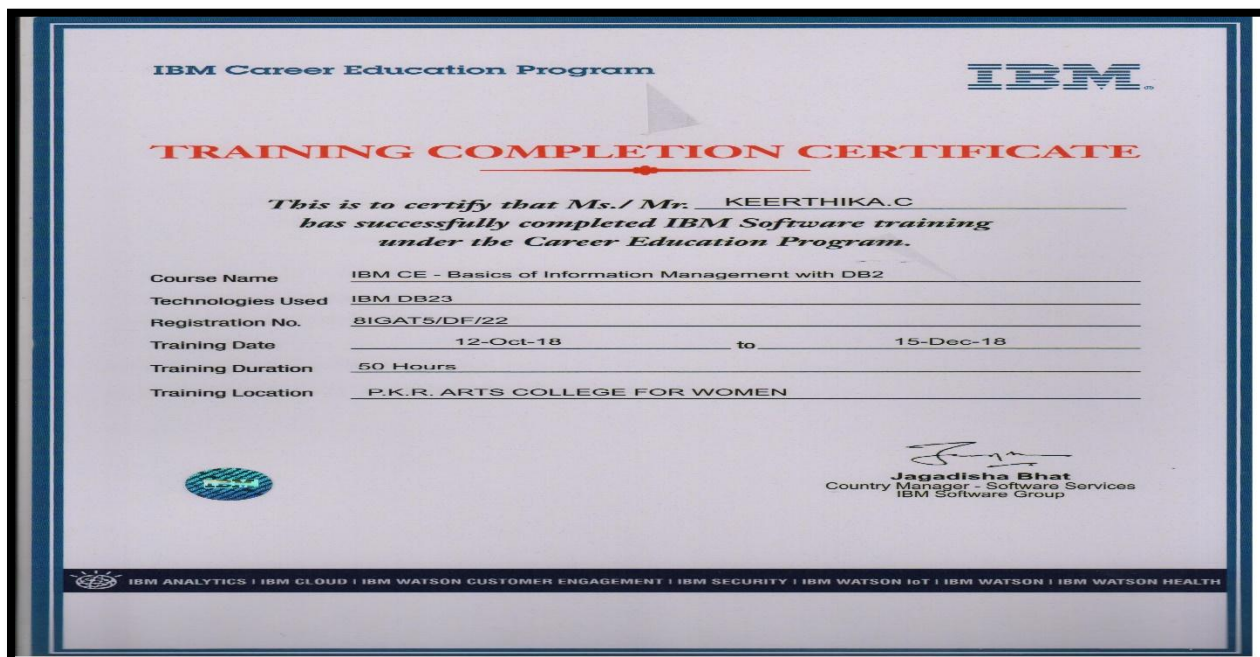 IBM Career Education Program
IBM
TRAINING COMPLETION CERTIFICATE
This is to certify that Ms./ Mr. KEERTHIKA.C
has successfully completed IBM Software training
under the Career Education Program.
Course Name IBM CE - Basics of Information Management with DB2
Technologies Used IBM DB23
Registration No. 8IGAT5/DF/22
Training Date 12-Oct-18 to 15-Dec-18
Training Duration 50 Hours
Training Location P.K.R. ARTS COLLEGE FOR WOMEN
IBM
Jagadisha Bhat
Country Manager - Software Services
IBM Software Group
IBM ANALYTICS | IBM CLOUD | IBM WATSON CUSTOMER ENGAGEMENT | IBM SECURITY | IBM WATSON IoT | IBM WATSON | IBM WATSON HEALTH